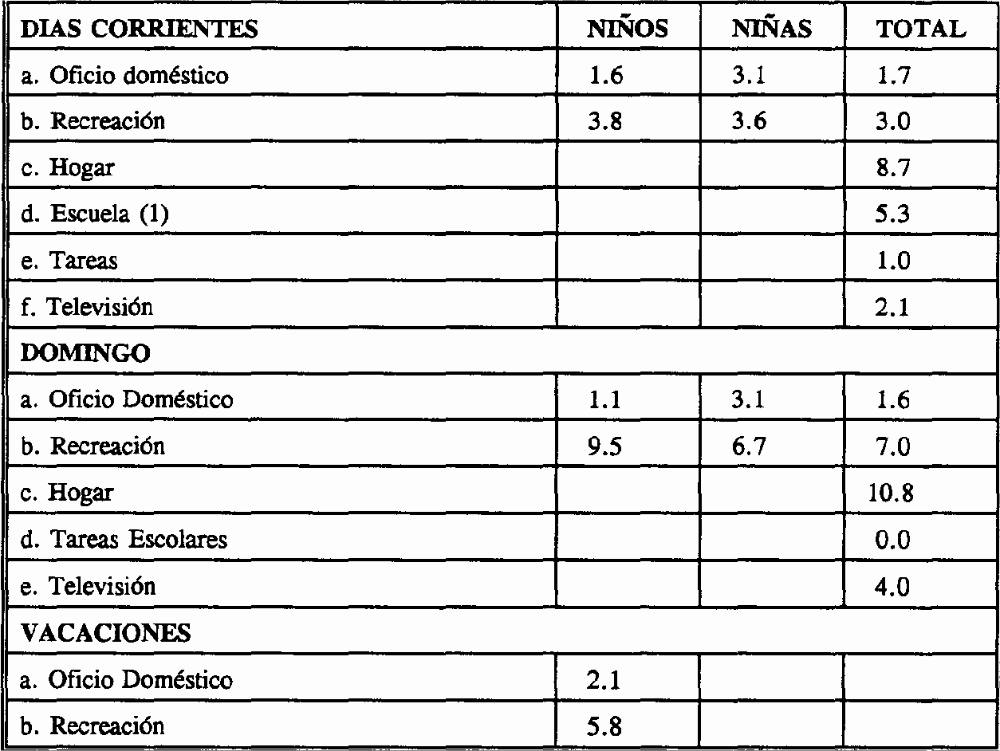 DIAS CORRIENTES NIÑOS NIÑAS TOTAL
a. Oficio doméstico 1.6 3.1 1.7
b. Recreación 3.8 3.6 3.0
c. Hogar 8.7
d. Escuela (1) 5.3
e. Tareas 1.0
f. Televisión 2.1
DOMINGO
a. Oficio Doméstico 1.1 3.1 1.6
b. Recreación 9.5 6.7 7.0
c. Hogar 10.8
d. Tareas Escolares 0.0
e. Televisión 4.0
VACACIONES
a. Oficio Doméstico 2.1
b. Recreación 5.8